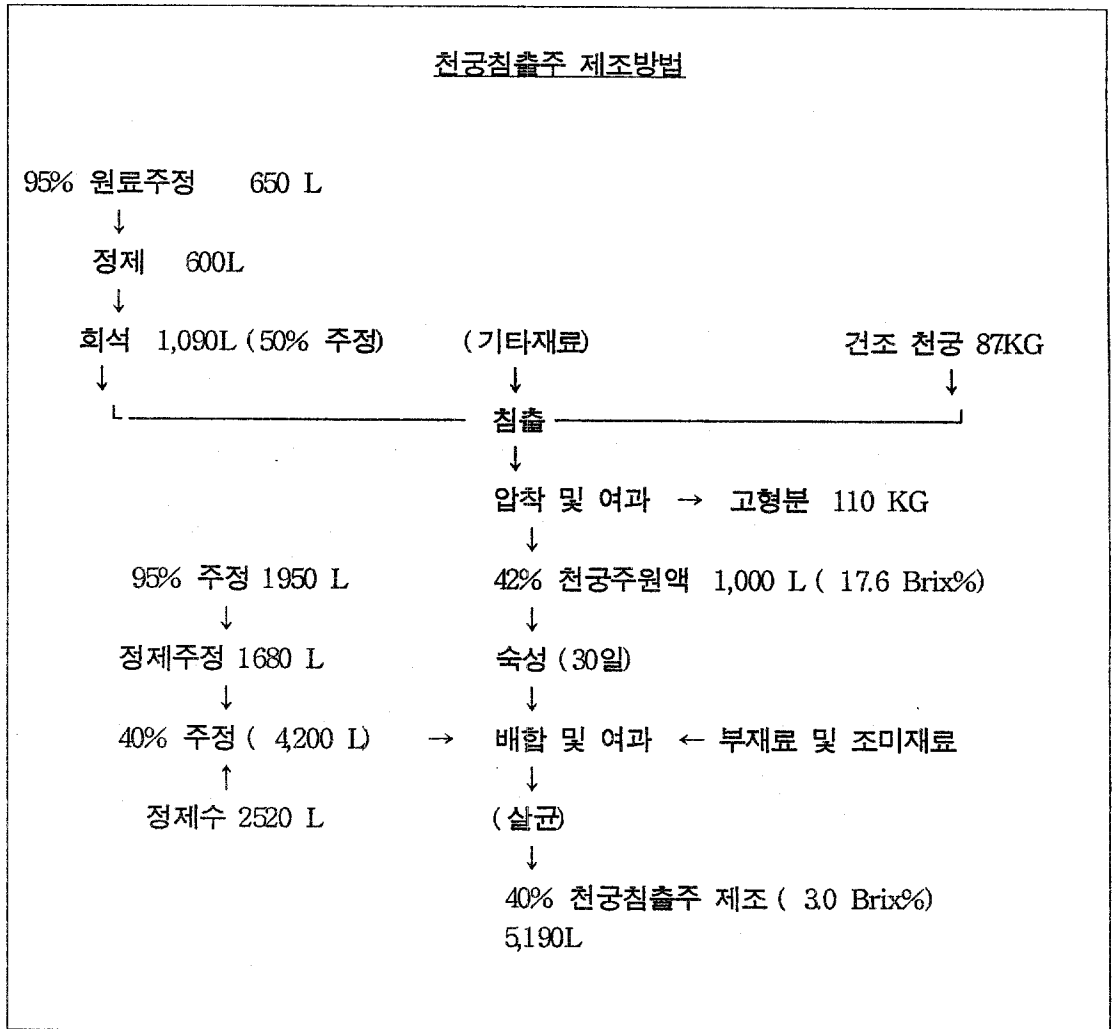 천궁침출주 제조방법
95% 원료주정 650 L
↓
정제 600L
↓
희석 1,090L (50% 주정) (기타재료) 건조 천궁 87KG
↓ ↓ ↓
침출
↓
압착 및 여과 → 고형분 110 KG
↓
95% 주정 1950 L 42% 천궁주원액 1,000 L ( 17.6 Brix%)
↓ ↓
정제주정 1680 L 숙성 (30일)
↓ ↓
40% 주정 ( 4,200 L) → 배합 및 여과 ← 부재료 및 조미재료
↑ ↓
정제수 2520 L (살균)
↓
40% 천궁침출주 제조 ( 3.0 Brix%)
5,190L